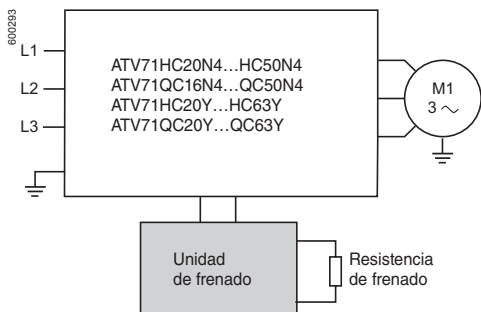 600293
L1
L2
L3
ATV71HC20N4…HC50N4
ATV71QC16N4…QC50N4
ATV71HC20Y…HC63Y
ATV71QC20Y…QC63Y
M1
3 ~
Unidad
de frenado
Resistencia
de frenado